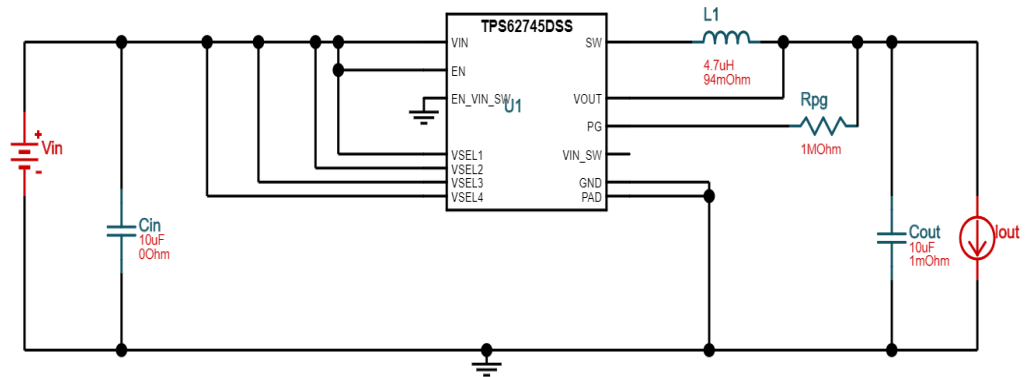 TPS62745DSS
L1
4.7uH
94mOhm
VIN
EN
EN_VIN_SW
U1
VSEL1
VSEL2
VSEL3
VSEL4
SW
VOUT
PG
VIN_SW
GND
PAD
Rpg
1MOhm
+
Vin
-
Cin
10uF
0Ohm
Cout
10uF
1mOhm
Iout